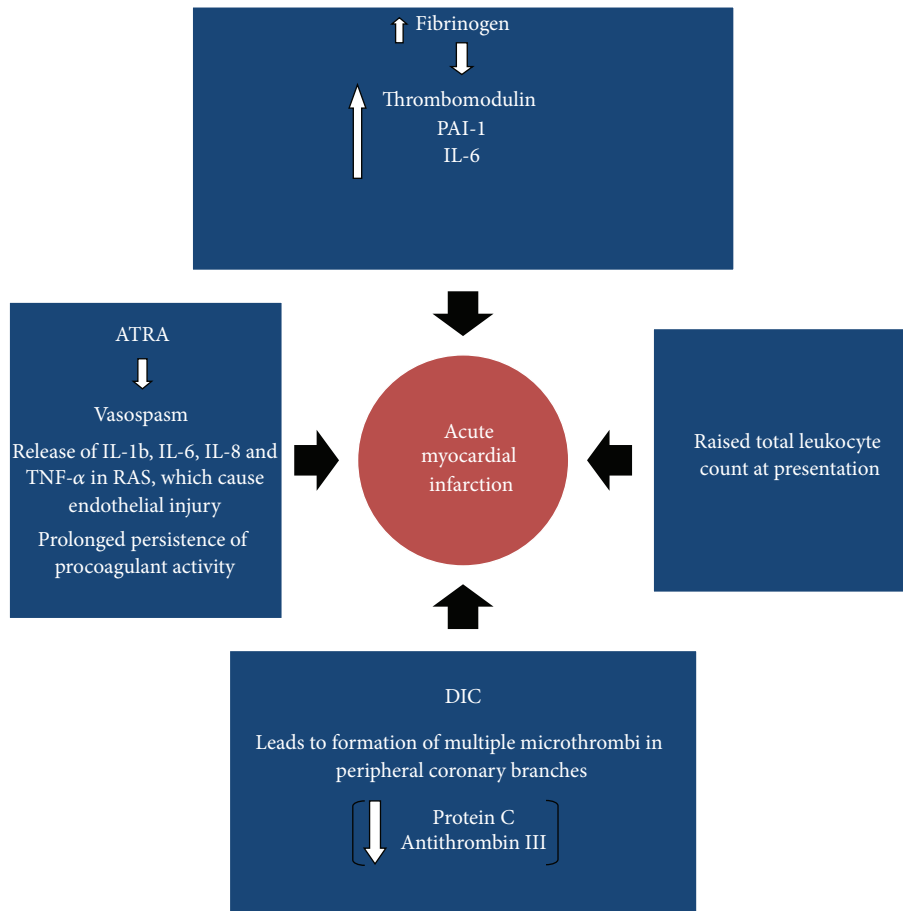 Fibrinogen
Thrombomodulin
PAI-1
IL-6
ATRA
Vasospasm
Release of IL-1b, IL-6, IL-8 and
TNF-α in RAS, which cause
endothelial injury
Prolonged persistence of
procoagulant activity
Acute
myocardial
infarction
Raised total leukocyte
count at presentation
DIC
Leads to formation of multiple microthrombi in
peripheral coronary branches
Protein C
Antithrombin III